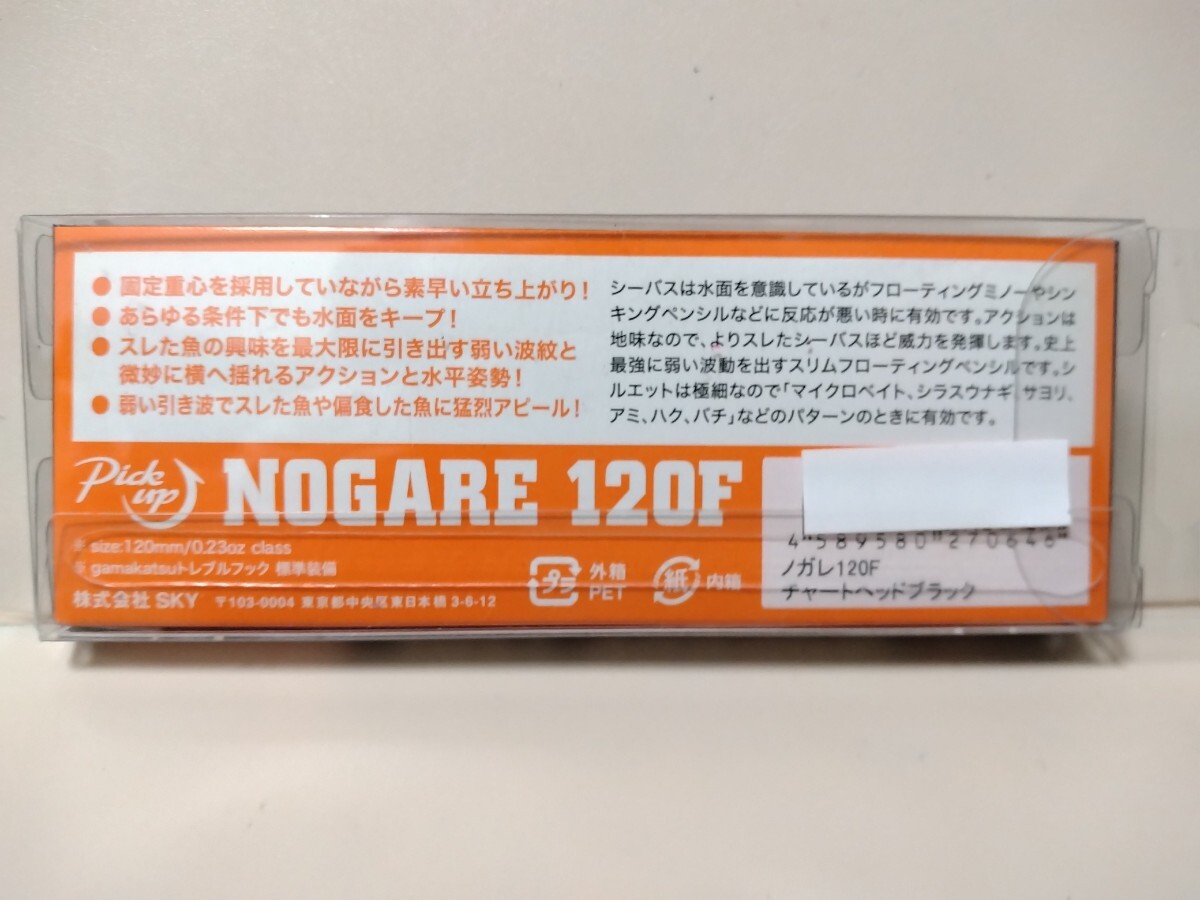 ● 固定重心を採用していながら素早い立ち上がり！
● あらゆる条件下でも水面をキープ！
● スレた魚の興味を最大限に引き出す弱い波紋と
微妙に横へ揺れるアクションと水平姿勢！
● 弱い引き波でスレた魚や偏食した魚に猛烈アピール！
シーバスは水面を意識しているがフローティングミノーやシン
キングペンシルなどに反応が悪い時に有効です。アクションは
地味なので、よりスレたシーバスほど威力を発揮します。史上
最強に弱い波動を出すスリムフローティングペンシルです。シ
ルエットは極細なので「マイクロベイト、シラスウナギ、サヨリ、
アミ、ハク、バチ」などのパターンのときに有効です。
Pick up
NOGARE 120F
※ size:120mm/0.23oz class
※ gamakatsuトレブルフック 標準装備
株式会社 SKY 〒103-0004 東京都中央区東日本橋 3-6-12
プラ 外箱
PET
紙 内箱
4 589580 270646
ノガレ120F
チャートヘッドブラック